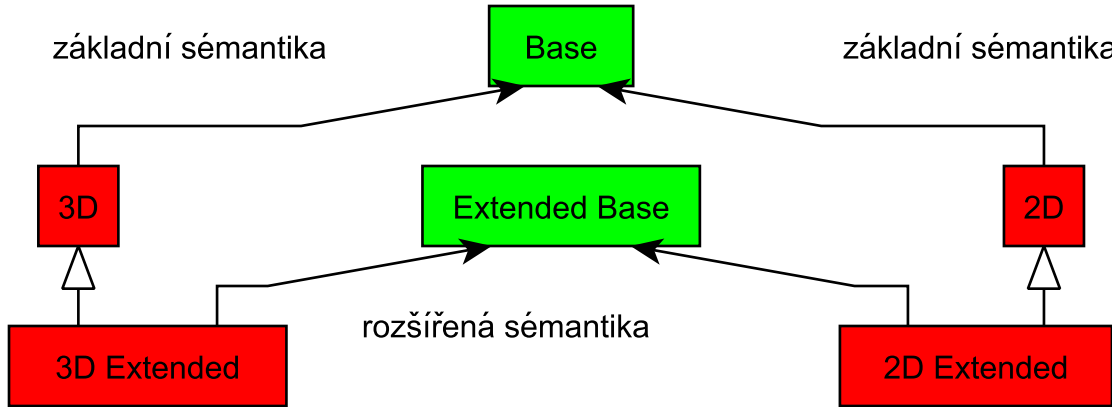 základní sémantika
Base
základní sémantika
3D
Extended Base
2D
rozšířená sémantika
3D Extended
2D Extended